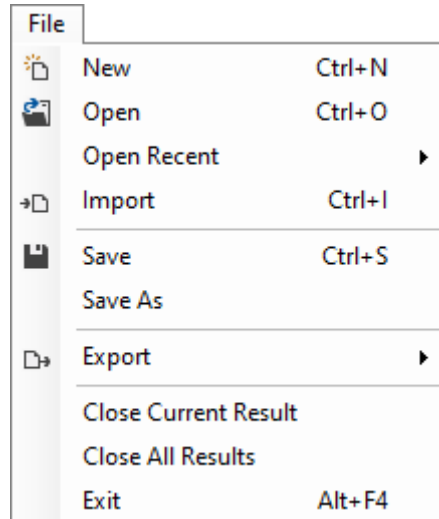 File
New Ctrl+N
Open Ctrl+O
Open Recent
Import Ctrl+I
Save Ctrl+S
Save As
Export
Close Current Result
Close All Results
Exit Alt+F4